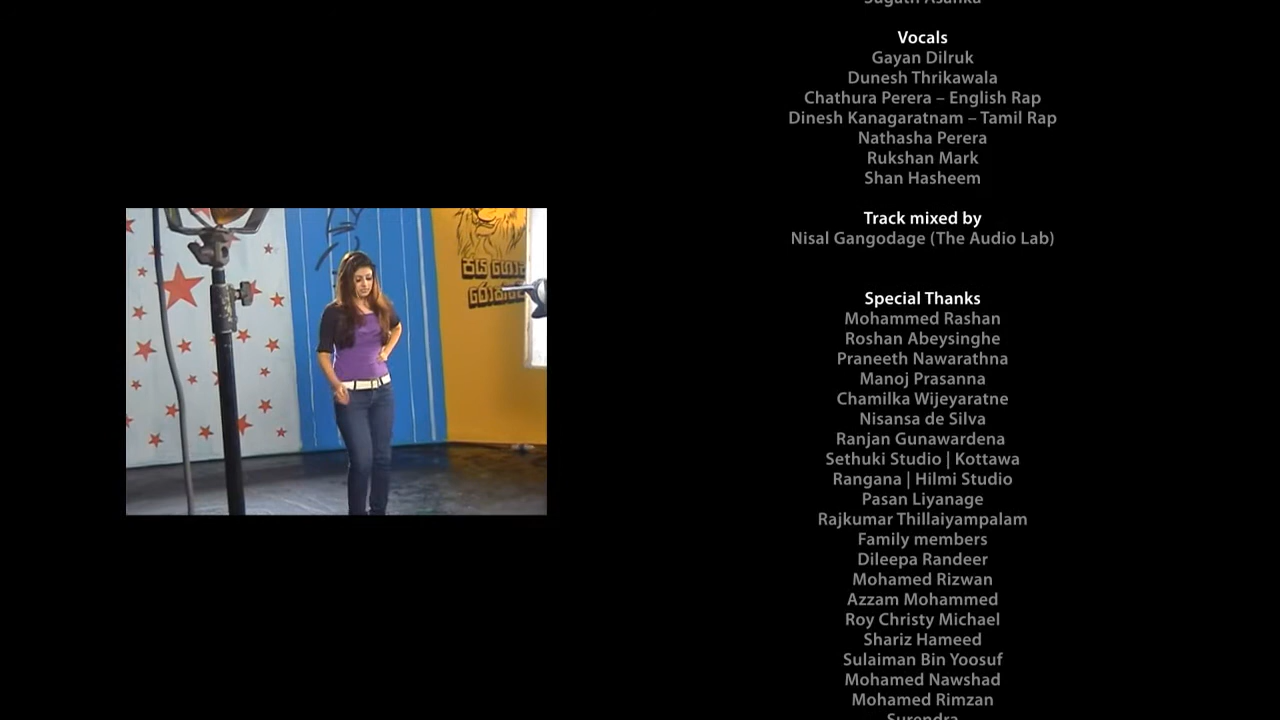 Vocals
Gayan Dilruk
Dunesh Thrikawala
Chathura Perera – English Rap
Dinesh Kanagaratnam – Tamil Rap
Nathasha Perera
Rukshan Mark
Shan Hasheem
Track mixed by
Nisal Gangodage (The Audio Lab)
Special Thanks
Mohammed Rashan
Roshan Abeysinghe
Praneeth Nawarathna
Manoj Prasanna
Chamilka Wijeyaratne
Nisansa de Silva
Ranjan Gunawardena
Sethuki Studio | Kottawa
Rangana | Hilmi Studio
Pasan Liyanage
Rajkumar Thillaiyampalam
Family members
Dileepa Randeer
Mohamed Rizwan
Azzam Mohammed
Roy Christy Michael
Shariz Hameed
Sulaiman Bin Yoosuf
Mohamed Nawshad
Mohamed Rimzan
Surendra
ජය